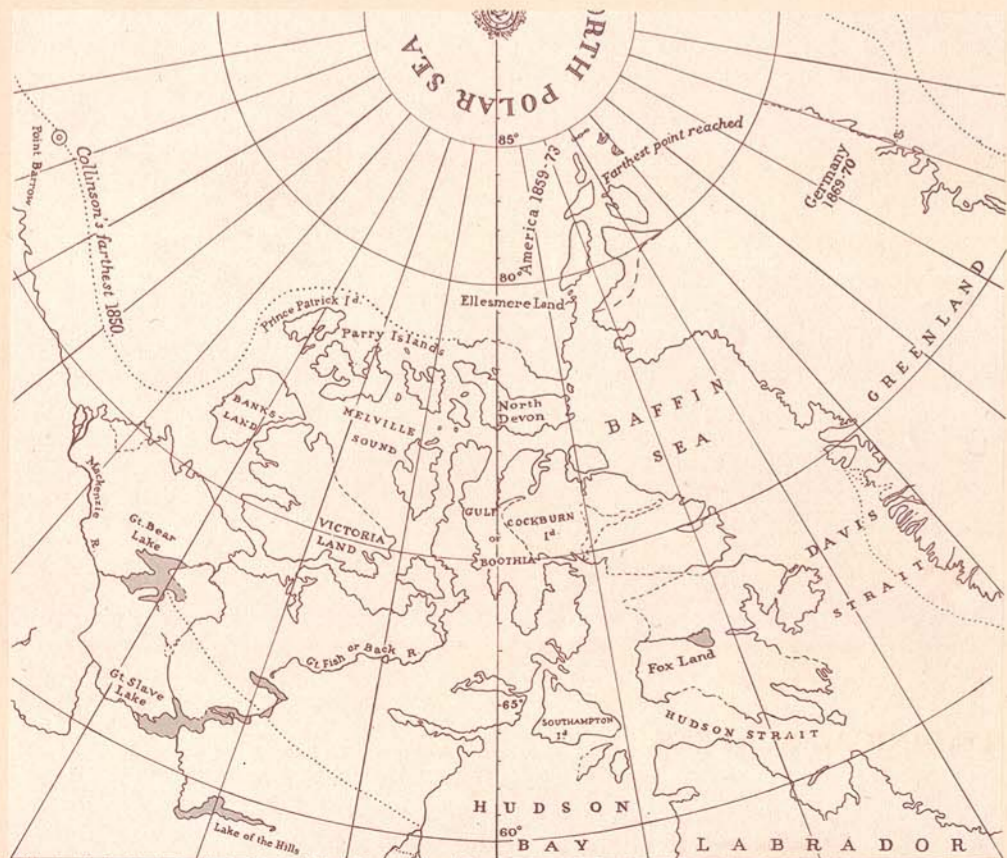 NORTH POLAR SEA
85°
Point Barrow
Collinson's farthest 1850.
America 1859-73
Farthest point reached
Germany
1869-70
80°
Ellesmere Land
Prince Patrick Id.
Parry Islands
GREENLAND
BANKS
LAND
MELVILLE
SOUND
North
Devon
BAFFIN
SEA
Mackenzie R.
Gt. Bear
Lake
VICTORIA
LAND
GULF
OF
BOOTHIA
COCKBURN
Id
DAVIS
STRAIT
Gt. Fish or Back R.
Fox Land
Gt. Slave
Lake
65°
SOUTHAMPTON
Id
HUDSON STRAIT
HUDSON
BAY
60°
LABRADOR
Lake of the Hills